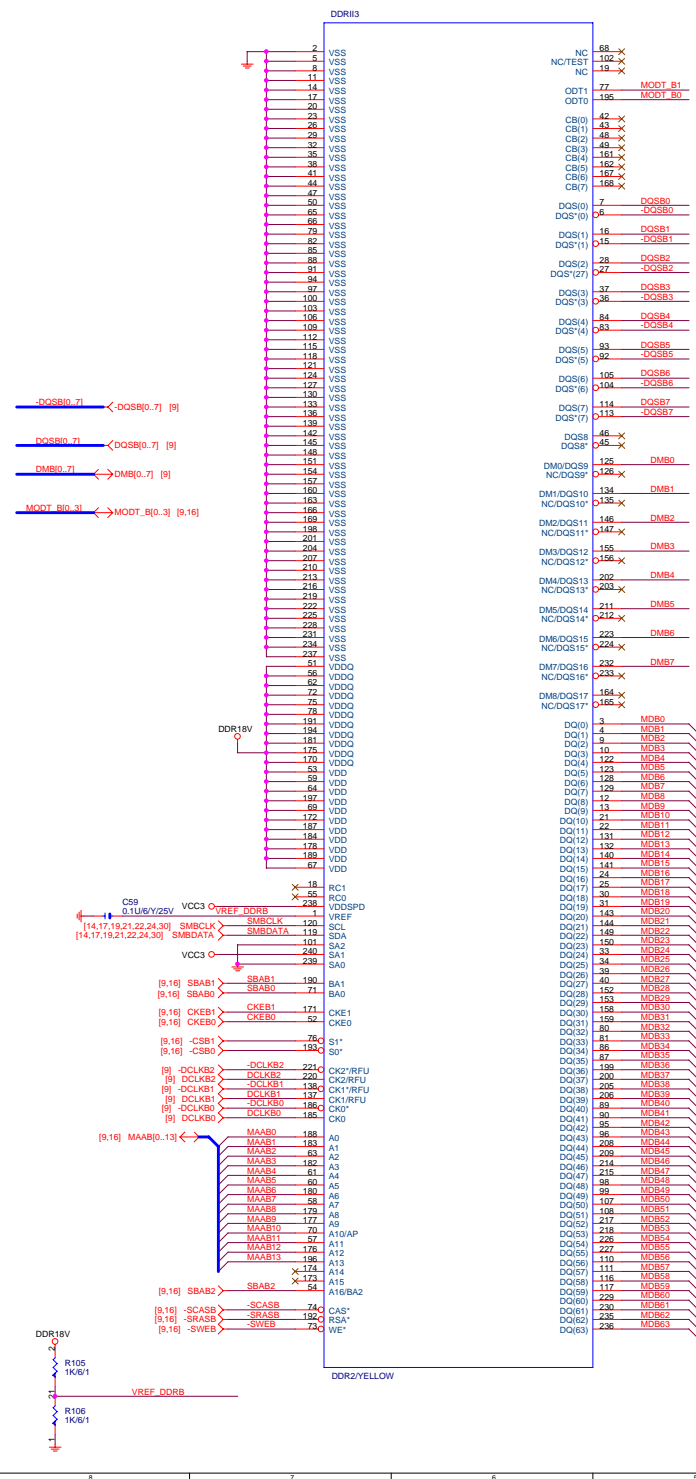 DDRII3
2 VSS
5 VSS
8 VSS
11 VSS
14 VSS
17 VSS
20 VSS
23 VSS
26 VSS
29 VSS
32 VSS
35 VSS
38 VSS
41 VSS
44 VSS
47 VSS
50 VSS
65 VSS
66 VSS
79 VSS
82 VSS
85 VSS
88 VSS
91 VSS
94 VSS
97 VSS
100 VSS
103 VSS
106 VSS
109 VSS
112 VSS
115 VSS
118 VSS
121 VSS
124 VSS
127 VSS
130 VSS
133 VSS
136 VSS
139 VSS
142 VSS
145 VSS
148 VSS
151 VSS
154 VSS
157 VSS
160 VSS
163 VSS
166 VSS
169 VSS
198 VSS
201 VSS
204 VSS
207 VSS
210 VSS
213 VSS
216 VSS
219 VSS
222 VSS
225 VSS
228 VSS
231 VSS
234 VSS
237 VSS
51 VDDQ
56 VDDQ
62 VDDQ
72 VDDQ
75 VDDQ
78 VDDQ
191 VDDQ
194 VDDQ
181 VDDQ
175 VDDQ
170 VDDQ
53 VDD
59 VDD
64 VDD
197 VDD
69 VDD
172 VDD
187 VDD
184 VDD
178 VDD
189 VDD
67 VDD
DDR18V
-DQSB[0..7] -DQSB[0..7] [9]
DQSB[0..7] DQSB[0..7] [9]
DMB[0..7] DMB[0..7] [9]
MODT_B[0..3] MODT_B[0..3] [9,16]
18 RC1
55 RC0
VCC3 238 VDDSPD
C59
0.1U/6/Y/25V
VREF_DDRB 1 VREF
[14,17,19,21,22,24,30] SMBCLK SMBCLK 120 SCL
[14,17,19,21,22,24,30] SMBDATA SMBDATA 119 SDA
101 SA2
VCC3 240 SA1
239 SA0
[9,16] SBAB1 SBAB1 190 BA1
[9,16] SBAB0 SBAB0 71 BA0
[9,16] CKEB1 CKEB1 171 CKE1
[9,16] CKEB0 CKEB0 52 CKE0
[9,16] -CSB1 76 S1*
[9,16] -CSB0 193 S0*
[9] -DCLKB2 -DCLKB2 221 CK2*/RFU
[9] DCLKB2 DCLKB2 220 CK2/RFU
[9] -DCLKB1 -DCLKB1 138 CK1*/RFU
[9] DCLKB1 DCLKB1 137 CK1/RFU
[9] -DCLKB0 -DCLKB0 186 CK0*
[9] DCLKB0 DCLKB0 185 CK0
[9,16] MAAB[0..13]
MAAB0 188 A0
MAAB1 183 A1
MAAB2 63 A2
MAAB3 182 A3
MAAB4 61 A4
MAAB5 60 A5
MAAB6 180 A6
MAAB7 58 A7
MAAB8 179 A8
MAAB9 177 A9
MAAB10 70 A10/AP
MAAB11 57 A11
MAAB12 176 A12
MAAB13 196 A13
174 A14
173 A15
[9,16] SBAB2 SBAB2 54 A16/BA2
[9,16] -SCASB -SCASB 74 CAS*
[9,16] -SRASB -SRASB 192 RSA*
[9,16] -SWEB -SWEB 73 WE*
NC 68
NC/TEST 102
NC 19
ODT1 77 MODT_B1
ODT0 195 MODT_B0
CB(0) 42
CB(1) 43
CB(2) 48
CB(3) 49
CB(4) 161
CB(5) 162
CB(6) 167
CB(7) 168
DQS(0) 7 DQSB0
DQS*(0) 6 -DQSB0
DQS(1) 16 DQSB1
DQS*(1) 15 -DQSB1
DQS(2) 28 DQSB2
DQS*(27) 27 -DQSB2
DQS(3) 37 DQSB3
DQS*(3) 36 -DQSB3
DQS(4) 84 DQSB4
DQS*(4) 83 -DQSB4
DQS(5) 93 DQSB5
DQS*(5) 92 -DQSB5
DQS(6) 105 DQSB6
DQS*(6) 104 -DQSB6
DQS(7) 114 DQSB7
DQS*(7) 113 -DQSB7
DQS8 46
DQS8* 45
DM0/DQS9 125 DMB0
NC/DQS9* 126
DM1/DQS10 134 DMB1
NC/DQS10* 135
DM2/DQS11 146 DMB2
NC/DQS11* 147
DM3/DQS12 155 DMB3
NC/DQS12* 156
DM4/DQS13 202 DMB4
NC/DQS13* 203
DM5/DQS14 211 DMB5
NC/DQS14* 212
DM6/DQS15 223 DMB6
NC/DQS15* 224
DM7/DQS16 232 DMB7
NC/DQS16* 233
DM8/DQS17 164
NC/DQS17* 165
DQ(0) 3 MDB0
DQ(1) 4 MDB1
DQ(2) 9 MDB2
DQ(3) 10 MDB3
DQ(4) 122 MDB4
DQ(5) 123 MDB5
DQ(6) 128 MDB6
DQ(7) 129 MDB7
DQ(8) 12 MDB8
DQ(9) 13 MDB9
DQ(10) 21 MDB10
DQ(11) 22 MDB11
DQ(12) 131 MDB12
DQ(13) 132 MDB13
DQ(14) 140 MDB14
DQ(15) 141 MDB15
DQ(16) 24 MDB16
DQ(17) 25 MDB17
DQ(18) 30 MDB18
DQ(19) 31 MDB19
DQ(20) 143 MDB20
DQ(21) 144 MDB21
DQ(22) 149 MDB22
DQ(23) 150 MDB23
DQ(24) 33 MDB24
DQ(25) 34 MDB25
DQ(26) 39 MDB26
DQ(27) 40 MDB27
DQ(28) 152 MDB28
DQ(29) 153 MDB29
DQ(30) 158 MDB30
DQ(31) 159 MDB31
DQ(32) 80 MDB32
DQ(33) 81 MDB33
DQ(34) 86 MDB34
DQ(35) 87 MDB35
DQ(36) 199 MDB36
DQ(37) 200 MDB37
DQ(38) 205 MDB38
DQ(39) 206 MDB39
DQ(40) 89 MDB40
DQ(41) 90 MDB41
DQ(42) 95 MDB42
DQ(43) 96 MDB43
DQ(44) 208 MDB44
DQ(45) 209 MDB45
DQ(46) 214 MDB46
DQ(47) 215 MDB47
DQ(48) 98 MDB48
DQ(49) 99 MDB49
DQ(50) 107 MDB50
DQ(51) 108 MDB51
DQ(52) 217 MDB52
DQ(53) 218 MDB53
DQ(54) 226 MDB54
DQ(55) 227 MDB55
DQ(56) 110 MDB56
DQ(57) 111 MDB57
DQ(58) 116 MDB58
DQ(59) 117 MDB59
DQ(60) 229 MDB60
DQ(61) 230 MDB61
DQ(62) 235 MDB62
DQ(63) 236 MDB63
DDR2/YELLOW
DDR18V
2
R105
1K/6/1
21 VREF_DDRB
R106
1K/6/1
1
8 7 6